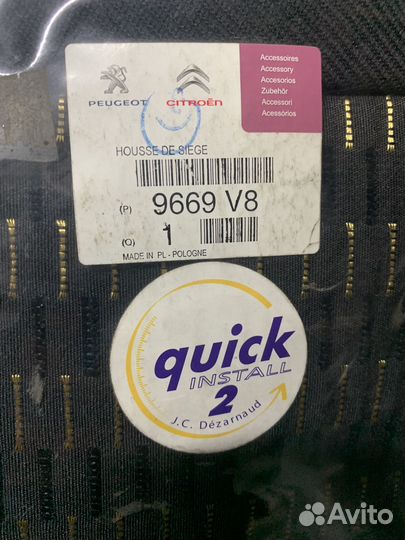 PEUGEOT
CITROËN
Accessoires
Accessory
Accesorios
Zubehör
Accessori
Acessórios
HOUSSE DE SIEGE
(P) 9669 V8
(Q) 1
MADE IN PL - POLOGNE
quick
INSTALL
2
J.C. Dézarnaud
Avito